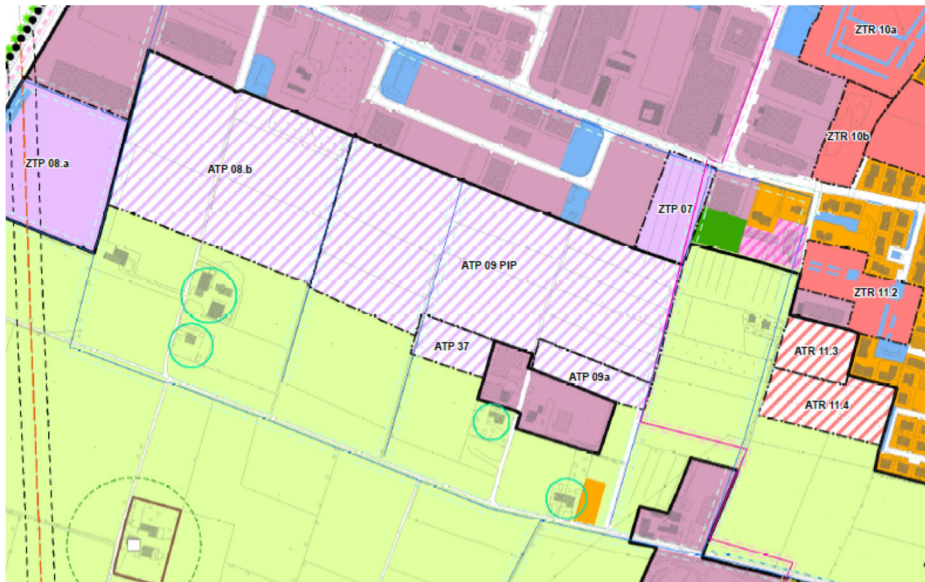 ZTR 10a
ZTR 10b
ZTP 08.a
ATP 08.b
ZTP 07
ATP 09 PIP
ZTR 11.2
ATP 37
ATP 09a
ATR 11.3
ATR 11.4